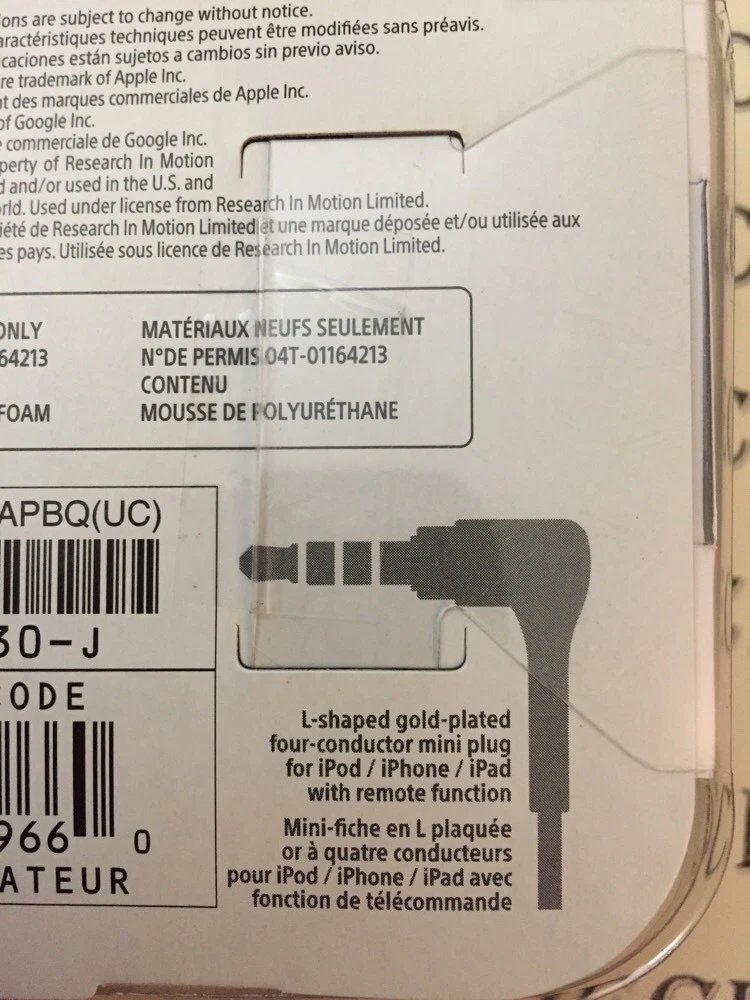 ons are subject to change without notice.
aractéristiques techniques peuvent être modifiées sans préavis.
caciones están sujetos a cambios sin previo aviso.
re trademark of Apple Inc.
t des marques commerciales de Apple Inc.
of Google Inc.
commerciale de Google Inc.
perty of Research In Motion
d and/or used in the U.S. and
rld. Used under license from Research In Motion Limited.
iété de Research In Motion Limited et une marque déposée et/ou utilisée aux
es pays. Utilisée sous licence de Research In Motion Limited.
ONLY
64213
FOAM
MATÉRIAUX NEUFS SEULEMENT
N°DE PERMIS 04T-01164213
CONTENU
MOUSSE DE POLYURÉTHANE
APBQ(UC)
30-J
ODE
966 0
ATEUR
L-shaped gold-plated
four-conductor mini plug
for iPod / iPhone / iPad
with remote function
Mini-fiche en L plaquée
or à quatre conducteurs
pour iPod / iPhone / iPad avec
fonction de télécommande